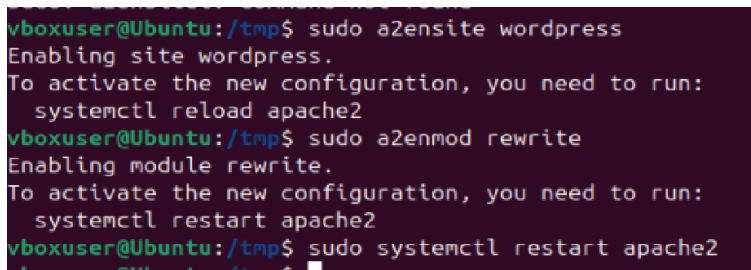 vboxuser@Ubuntu:/tmp$ sudo a2ensite wordpress
Enabling site wordpress.
To activate the new configuration, you need to run:
  systemctl reload apache2
vboxuser@Ubuntu:/tmp$ sudo a2enmod rewrite
Enabling module rewrite.
To activate the new configuration, you need to run:
  systemctl restart apache2
vboxuser@Ubuntu:/tmp$ sudo systemctl restart apache2